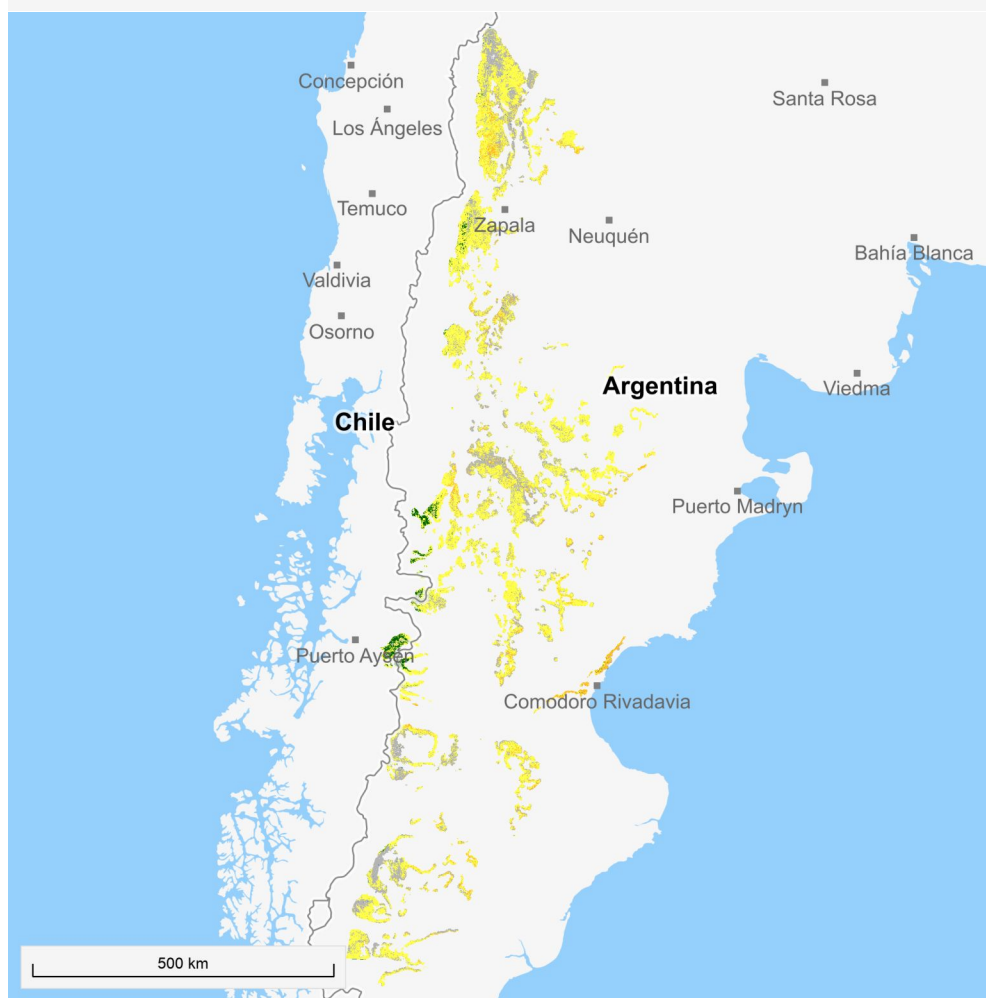 Concepción
Santa Rosa
Los Ángeles
Temuco
Zapala
Neuquén
Bahía Blanca
Valdivia
Osorno
Argentina
Viedma
Chile
Puerto Madryn
Puerto Aysén
Comodoro Rivadavia
500 km